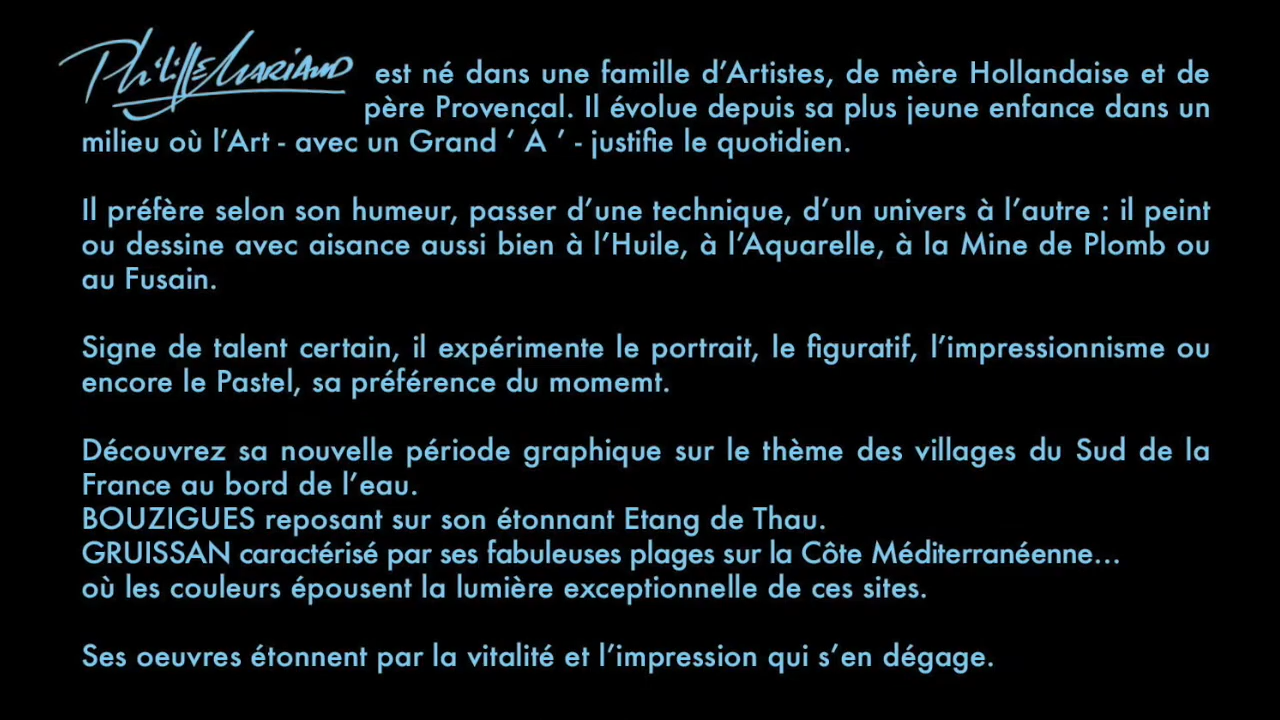 Philippe Mariano est né dans une famille d’Artistes, de mère Hollandaise et de
père Provençal. Il évolue depuis sa plus jeune enfance dans un
milieu où l’Art - avec un Grand ‘ Á ’ - justifie le quotidien.
Il préfère selon son humeur, passer d’une technique, d’un univers à l’autre : il peint
ou dessine avec aisance aussi bien à l’Huile, à l’Aquarelle, à la Mine de Plomb ou
au Fusain.
Signe de talent certain, il expérimente le portrait, le figuratif, l’impressionnisme ou
encore le Pastel, sa préférence du momemt.
Découvrez sa nouvelle période graphique sur le thème des villages du Sud de la
France au bord de l’eau.
BOUZIGUES reposant sur son étonnant Etang de Thau.
GRUISSAN caractérisé par ses fabuleuses plages sur la Côte Méditerranéenne...
où les couleurs épousent la lumière exceptionnelle de ces sites.
Ses oeuvres étonnent par la vitalité et l’impression qui s’en dégage.